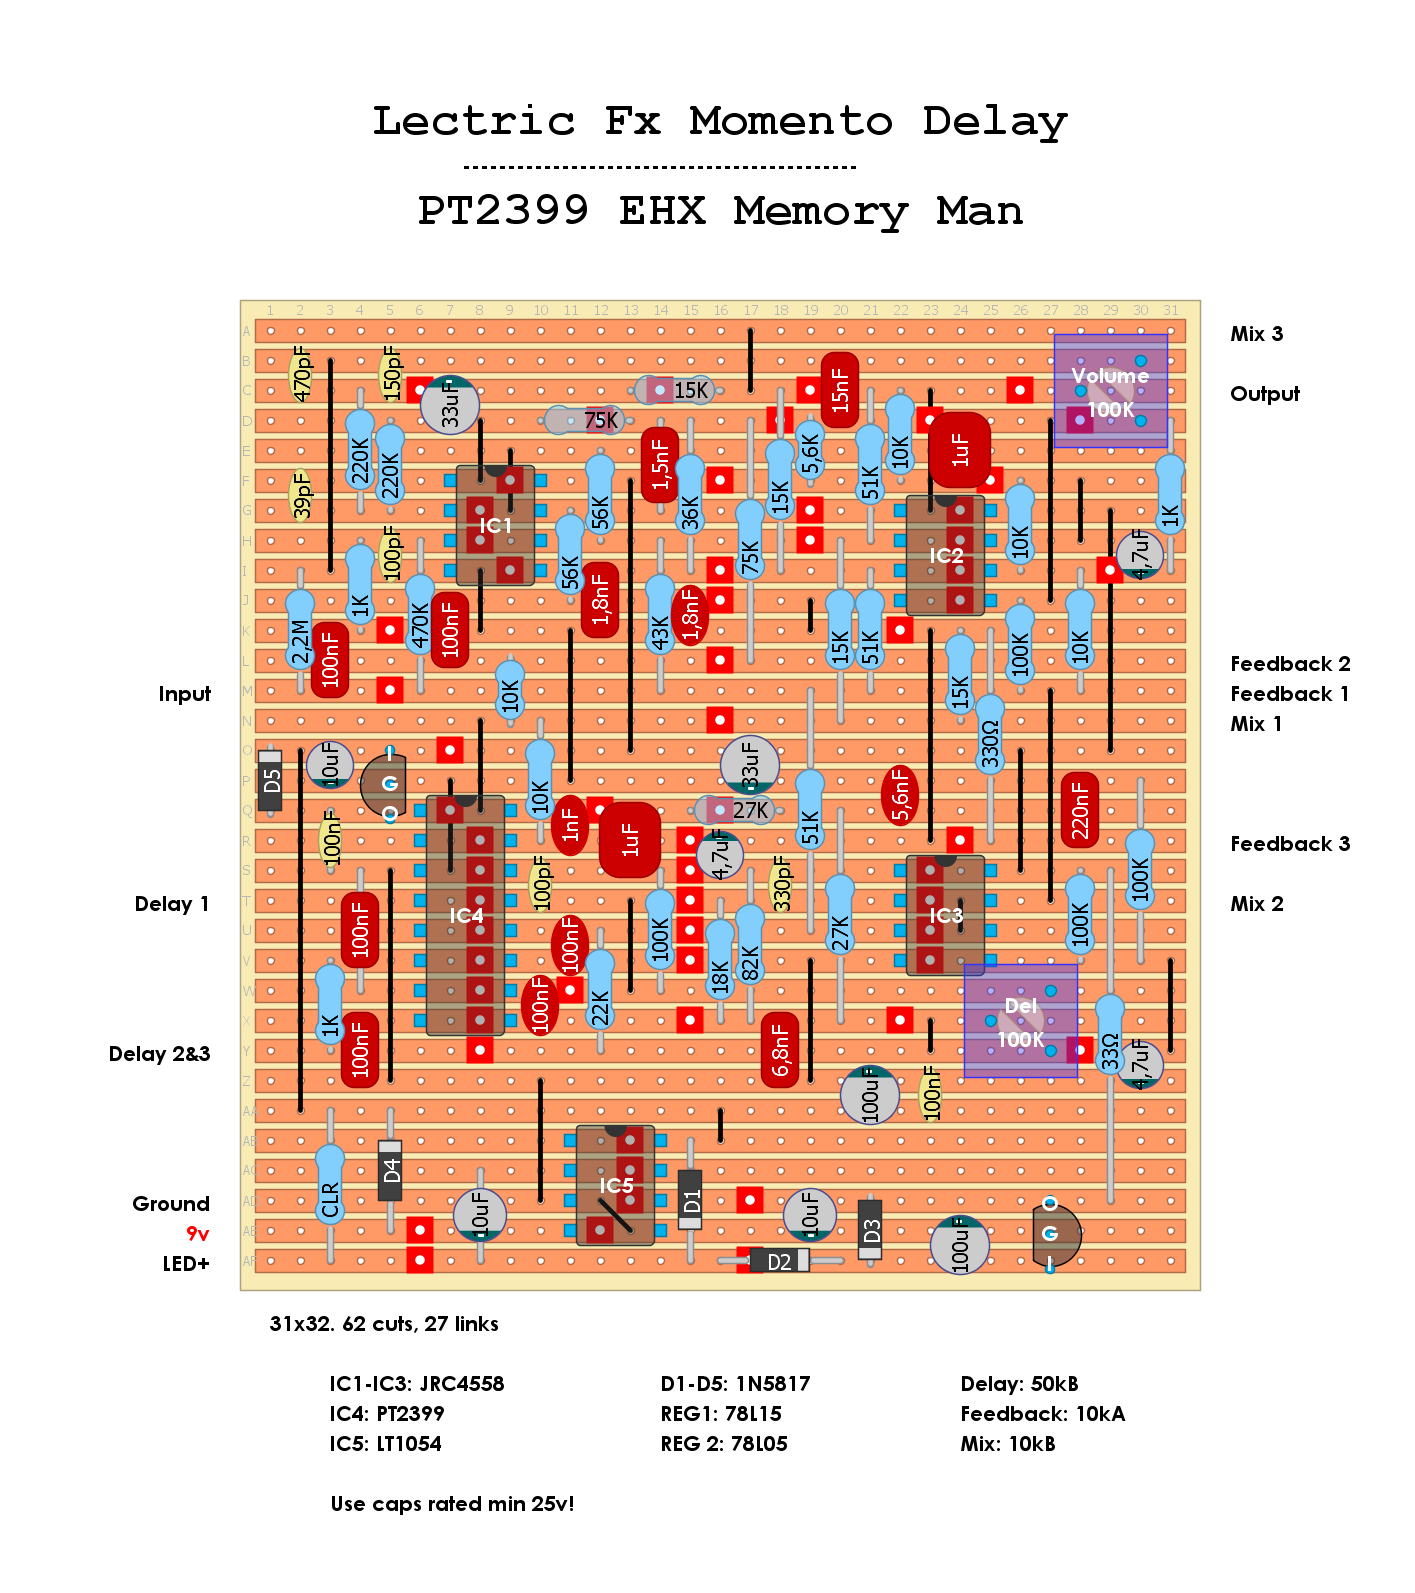 Lectric Fx Momento Delay
PT2399 EHX Memory Man
1 2 3 4 5 6 7 8 9 10 11 12 13 14 15 16 17 18 19 20 21 22 23 24 25 26 27 28 29 30 31
A
Mix 3
B
470pF 150pF 33uF 15K 15nF Volume
C
100K
Output
D
220K 220K 75K 5,6K 51K 10K 1uF
E
F
39pF 56K 1,5nF 36K 15K 10K 1K
G
IC1 IC2
H
100pF 56K 75K 4,7uF
I
J
2,2M 1K 470K 100nF 1,8nF 43K 1,8nF 15K 51K 100K 10K
K
100nF
L
Feedback 2
M
Input
10K 15K
Feedback 1
N
330Ω
Mix 1
O
D5 10uF I G O 33uF
P
10K 5,6nF 220nF
Q
1nF 27K 51K
R
100nF 1uF 4,7uF 100K
Feedback 3
S
100pF 330pF
T
Delay 1
IC4 IC3
Mix 2
U
100nF 100nF 100K 18K 82K 27K 100K
V
W
1K 100nF 22K Del
X
100K
Y
Delay 2&3
100nF 6,8nF 33Ω 4,7uF
Z
100uF 100nF
AA
AB
AC
D4 IC5
AD
Ground
CLR 10uF D1 10uF D3 O
AE
9v
100uF G
AF
LED+
D2 I
31x32. 62 cuts, 27 links
IC1-IC3: JRC4558
D1-D5: 1N5817
Delay: 50kB
IC4: PT2399
REG1: 78L15
Feedback: 10kA
IC5: LT1054
REG 2: 78L05
Mix: 10kB
Use caps rated min 25v!